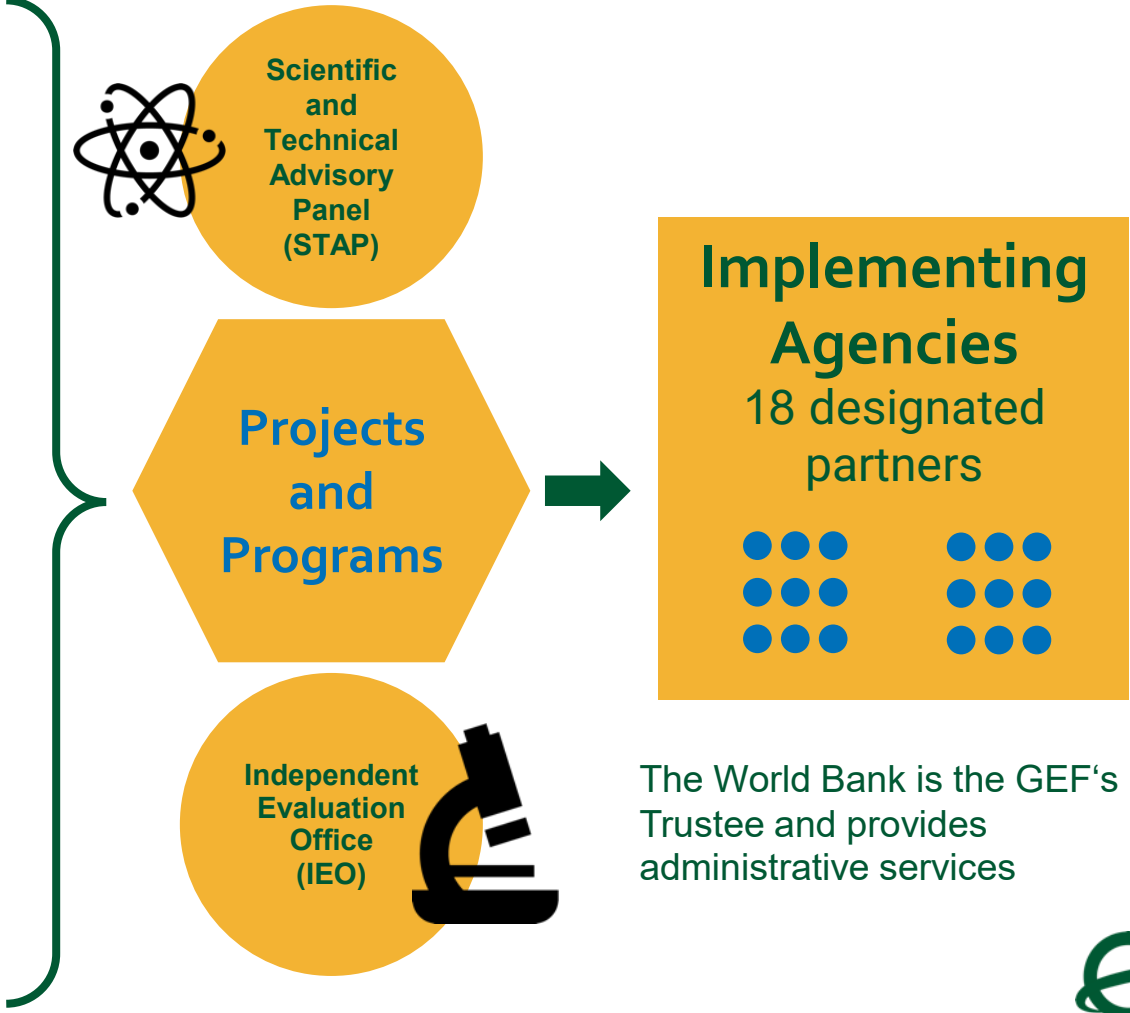 Scientific
and
Technical
Advisory
Panel
(STAP)
Projects
and
Programs
Independent
Evaluation
Office
(IEO)
Implementing
Agencies
18 designated
partners
The World Bank is the GEF‘s
Trustee and provides
administrative services